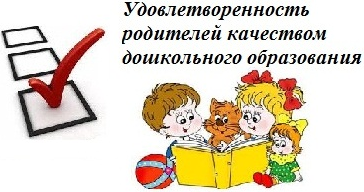 Удовлетворенность
родителей качеством
дошкольного образования